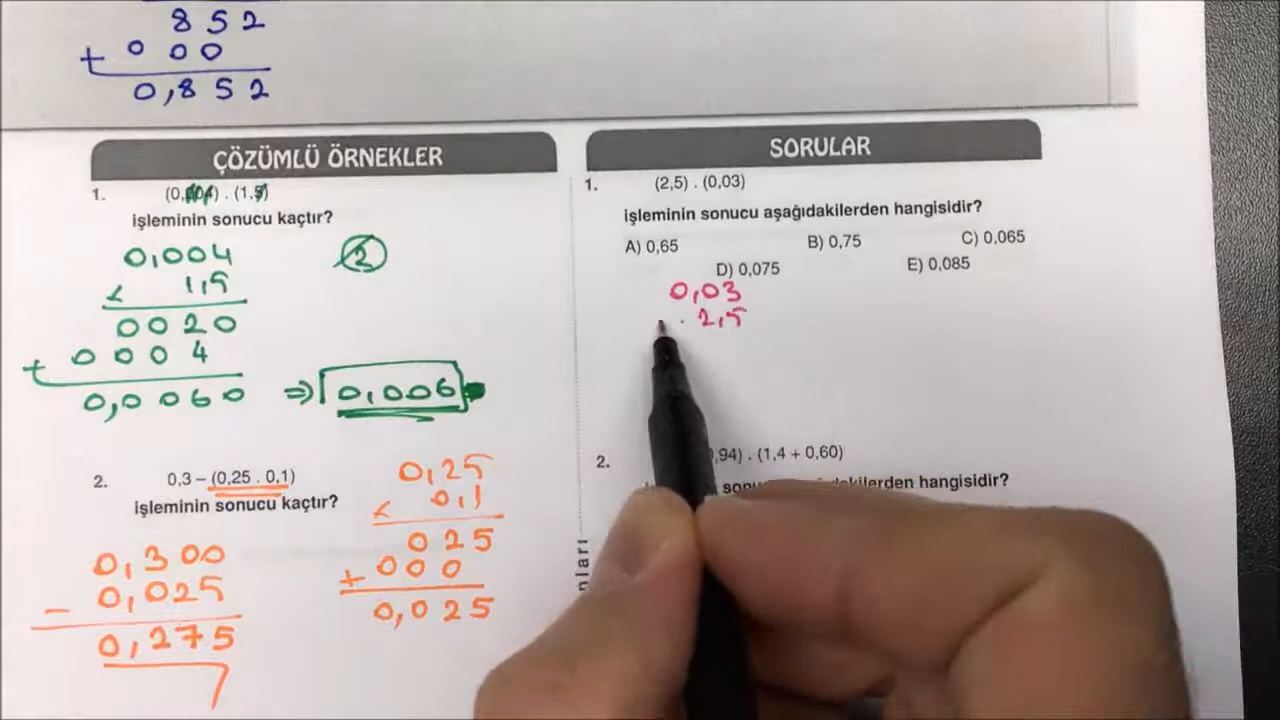 852
+ 000
0,852
ÇÖZÜMLÜ ÖRNEKLER
1. (0,004) . (1,5)
işleminin sonucu kaçtır?
0,004
x 1,5
0020
+ 0004
0,0060
2
⇒ 0,006
2. 0,3 – (0,25 . 0,1)
işleminin sonucu kaçtır?
0,300
- 0,025
0,275
0,25
x 0,1
025
+ 000
0,025
SORULAR
1. (2,5) . (0,03)
işleminin sonucu aşağıdakilerden hangisidir?
A) 0,65 B) 0,75 C) 0,065
D) 0,075 E) 0,085
0,03
. 2,5
2. ,94) . (1,4 + 0,60)
hangisidir?